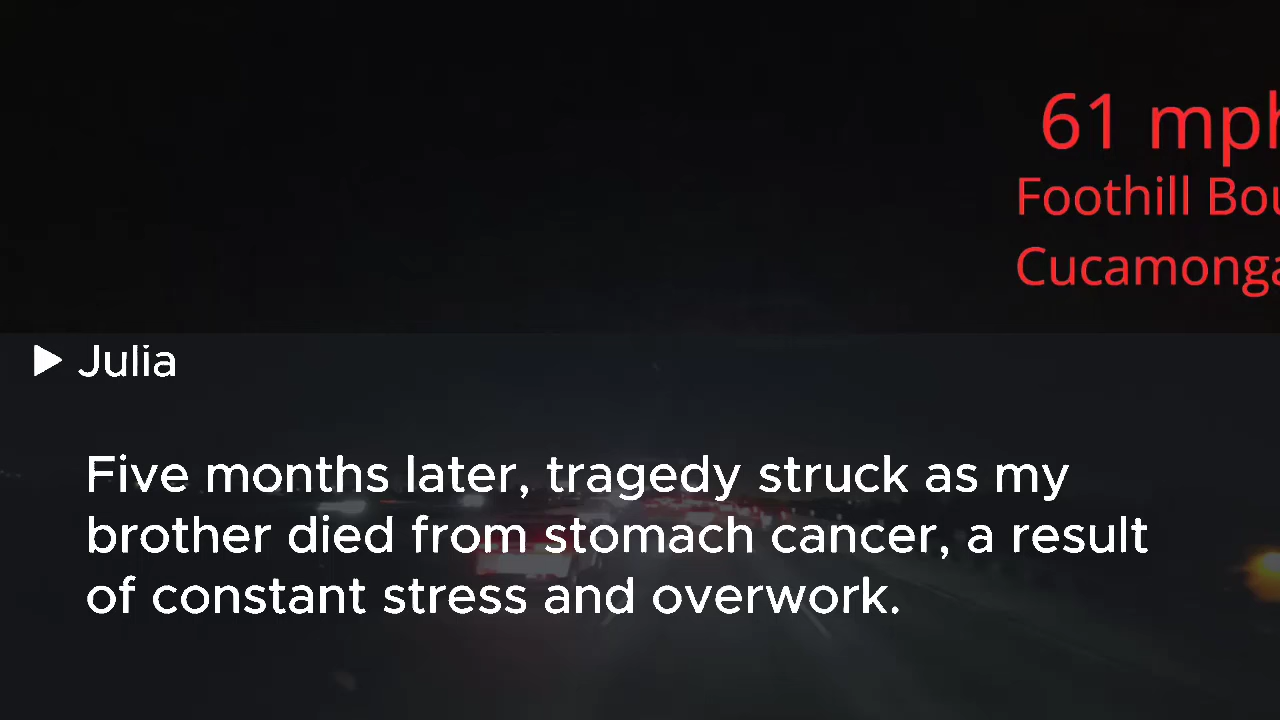 61 mph
Foothill Bou
Cucamonga
Julia
Five months later, tragedy struck as my
brother died from stomach cancer, a result
of constant stress and overwork.